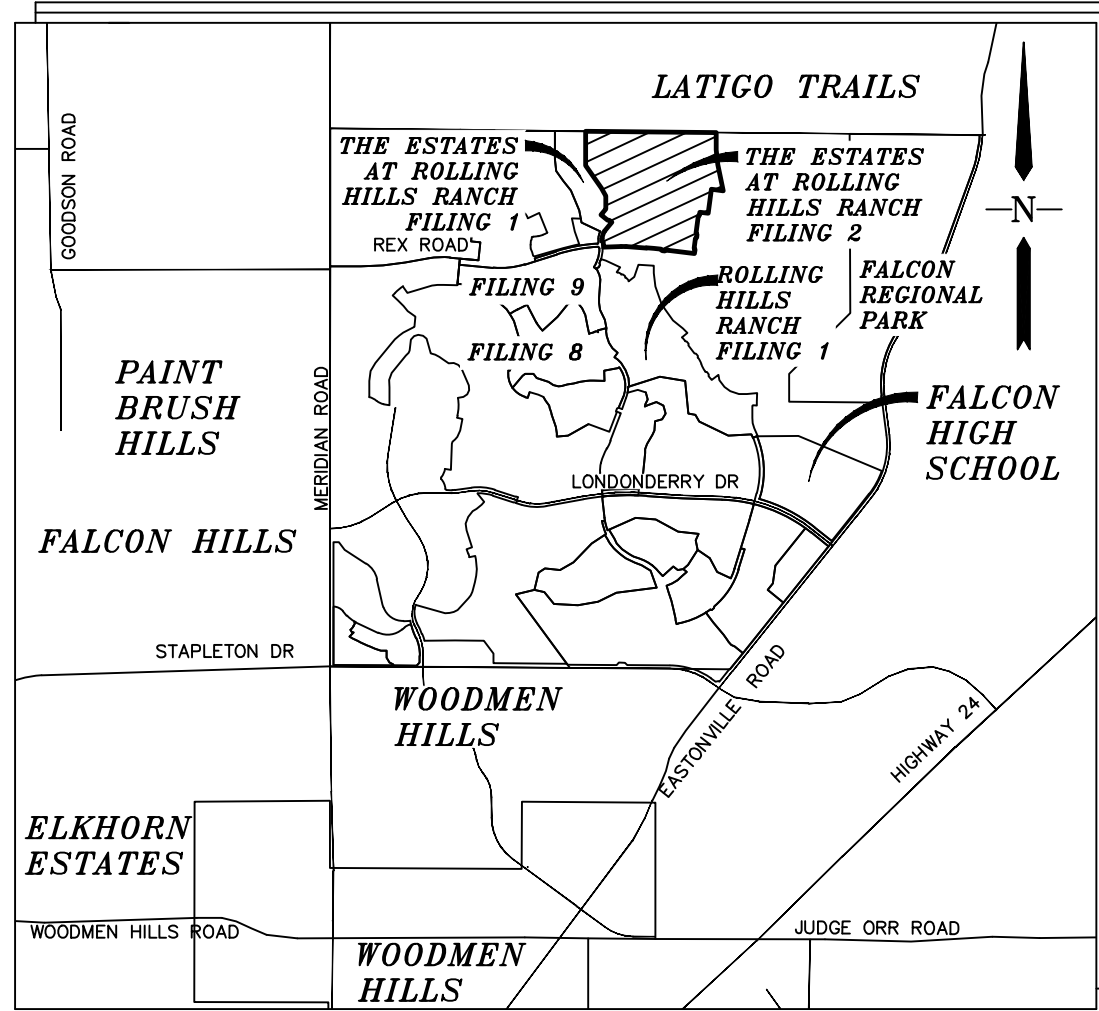 LATIGO TRAILS
GOODSON ROAD
THE ESTATES
AT ROLLING
HILLS RANCH
FILING 1
THE ESTATES
AT ROLLING
HILLS RANCH
FILING 2
N
REX ROAD
FILING 9
ROLLING
HILLS
RANCH
FILING 1
FALCON
REGIONAL
PARK
FILING 8
PAINT
BRUSH
HILLS
MERIDIAN ROAD
FALCON
HIGH
SCHOOL
LONDONDERRY DR
FALCON HILLS
STAPLETON DR
WOODMEN
HILLS
EASTONVILLE ROAD
HIGHWAY 24
ELKHORN
ESTATES
WOODMEN HILLS ROAD
JUDGE ORR ROAD
WOODMEN
HILLS